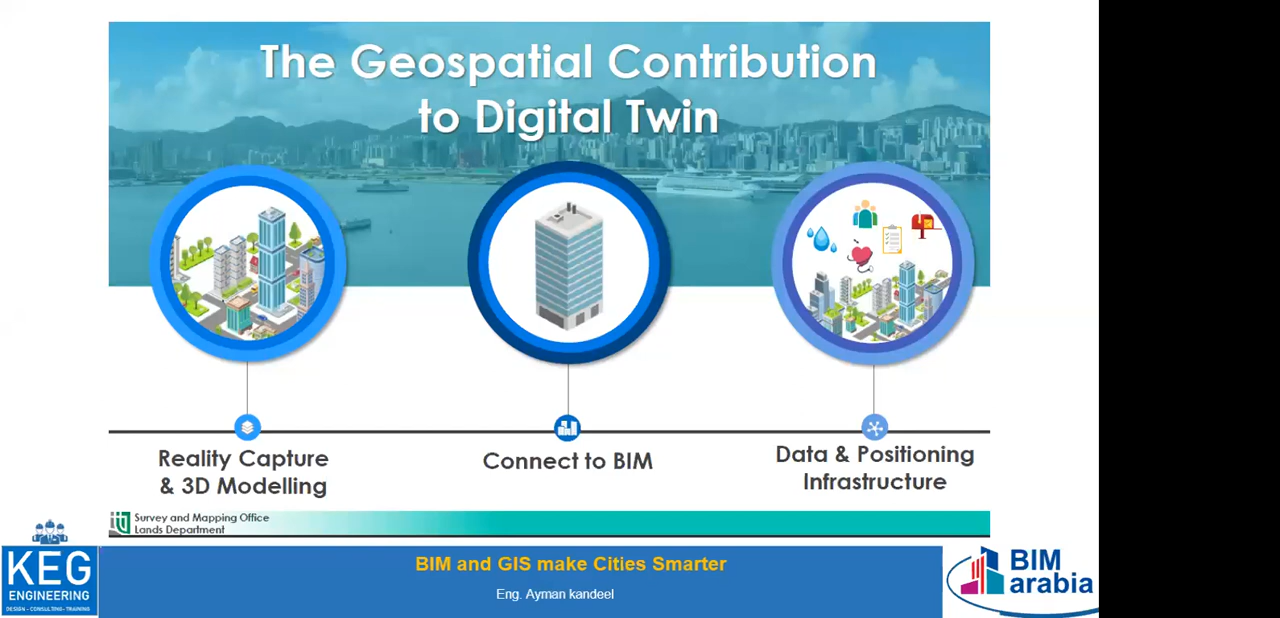 The Geospatial Contribution
to Digital Twin
Reality Capture
& 3D Modelling
Connect to BIM
Data & Positioning
Infrastructure
Survey and Mapping Office
Lands Department
KEG
ENGINEERING
DESIGN - CONSULTING- TRAINING
BIM and GIS make Cities Smarter
Eng. Ayman kandeel
BIM
arabia